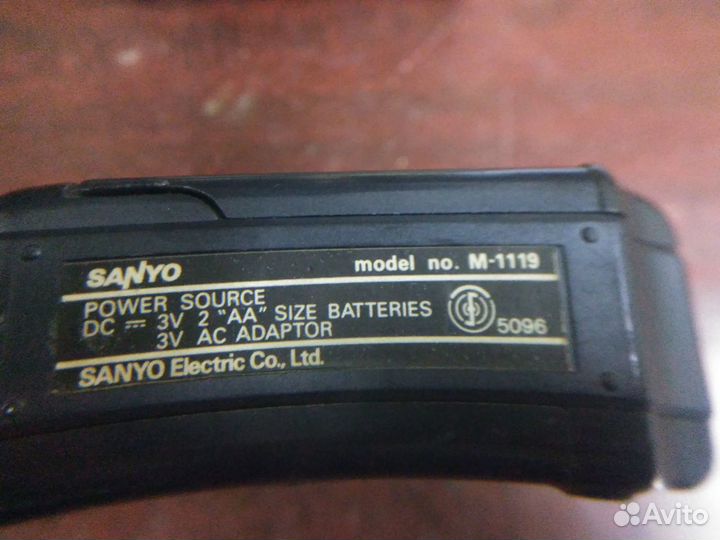 SANYO model no. M-1119
POWER SOURCE
DC 3V 2 "AA" SIZE BATTERIES
3V AC ADAPTOR
5096
SANYO Electric Co., Ltd.
Avito